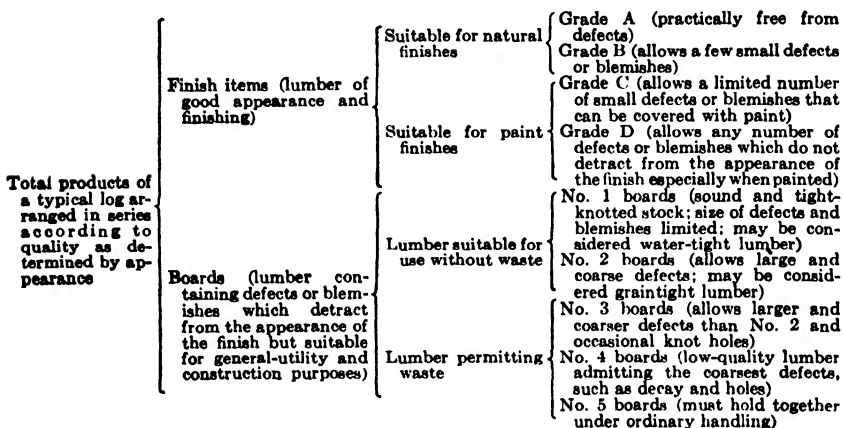 Total products of
a typical log ar-
ranged in series
according to
quality as de-
termined by ap-
pearance
Finish items (lumber of
good appearance and
finishing)
Suitable for natural
finishes
Grade A (practically free from
defects)
Grade B (allows a few small defects
or blemishes)
Suitable for paint
finishes
Grade C (allows a limited number
of small defects or blemishes that
can be covered with paint)
Grade D (allows any number of
defects or blemishes which do not
detract from the appearance of
the finish especially when painted)
Boards (lumber con-
taining defects or blem-
ishes which detract
from the appearance of
the finish but suitable
for general-utility and
construction purposes)
Lumber suitable for
use without waste
No. 1 boards (sound and tight-
knotted stock; size of defects and
blemishes limited; may be con-
sidered water-tight lumber)
No. 2 boards (allows large and
coarse defects; may be consid-
ered graintight lumber)
Lumber permitting
waste
No. 3 boards (allows larger and
coarser defects than No. 2 and
occasional knot holes)
No. 4 boards (low-quality lumber
admitting the coarsest defects,
such as decay and holes)
No. 5 boards (must hold together
under ordinary handling)